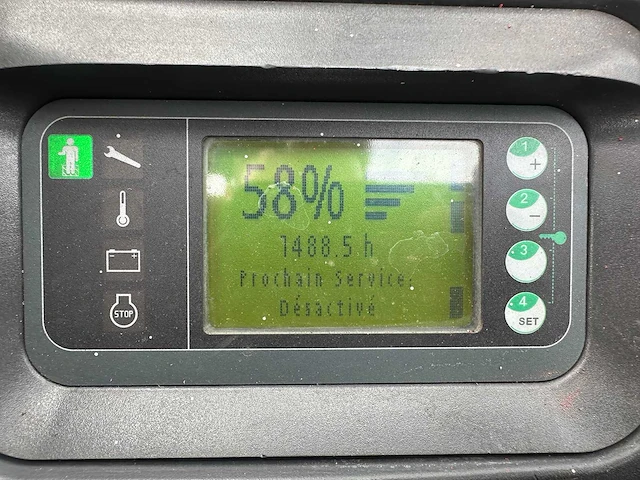 58%
1488.5 h
Prochain Service:
Désactivé
1
+
2
−
3
4
SET
STOP